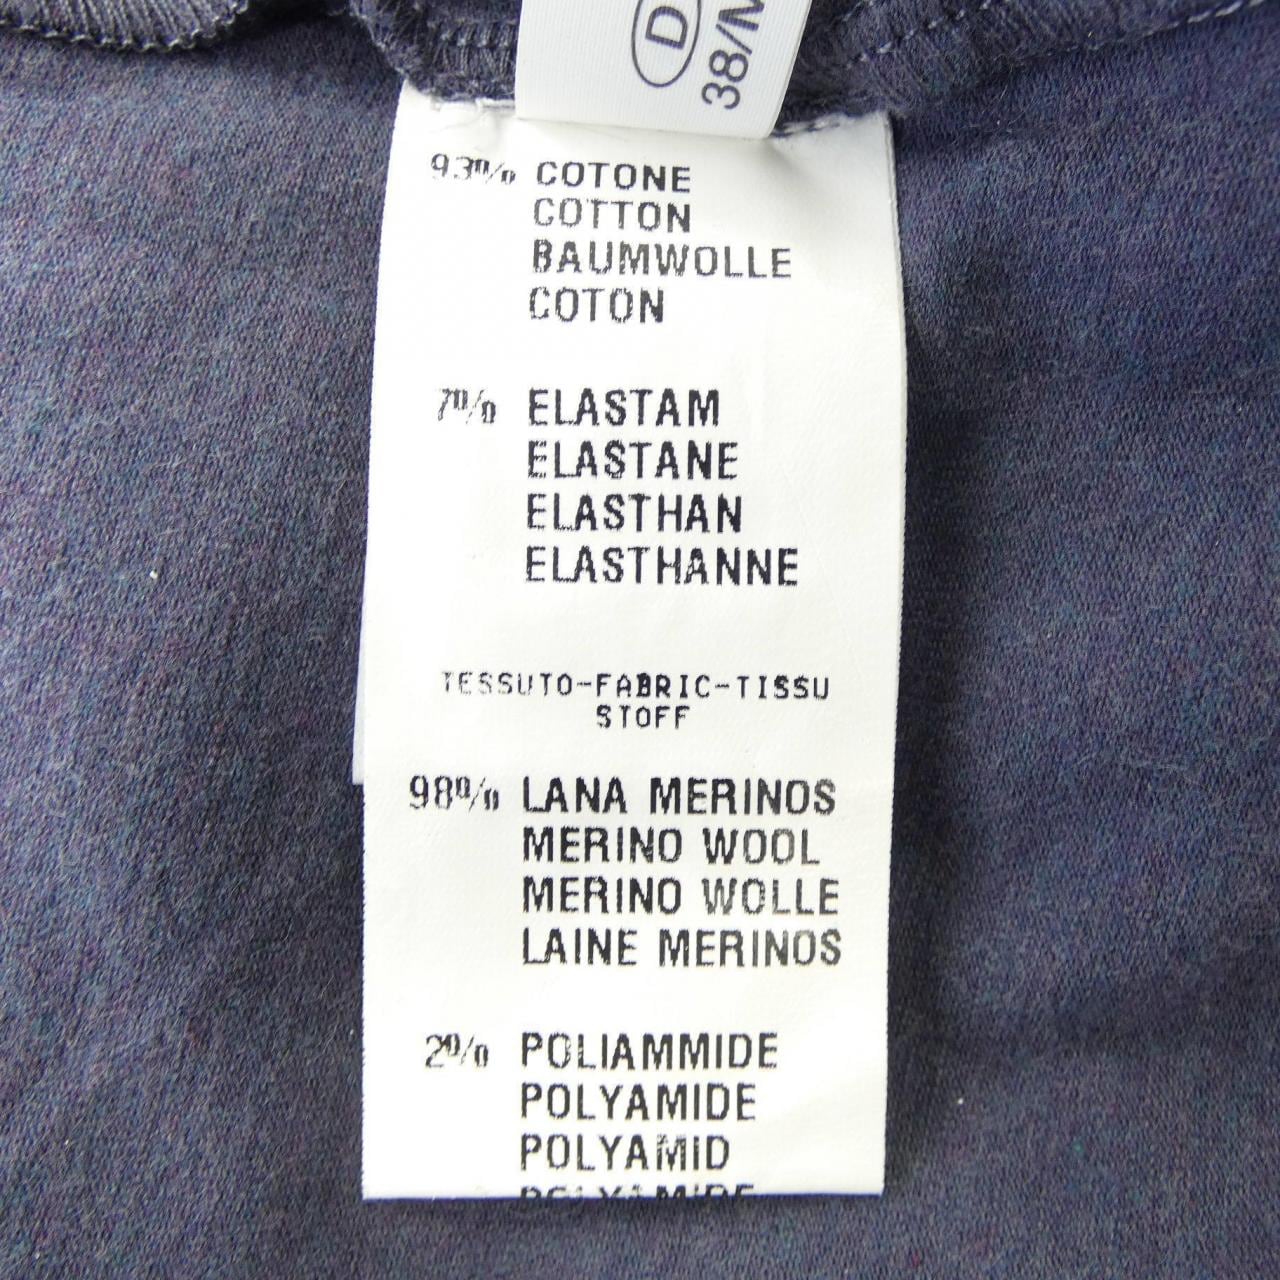 D
38/M
93% COTONE
COTTON
BAUMWOLLE
COTON
7% ELASTAM
ELASTANE
ELASTHAN
ELASTHANNE
TESSUTO-FABRIC-TISSU
STOFF
98% LANA MERINOS
MERINO WOOL
MERINO WOLLE
LAINE MERINOS
2% POLIAMMIDE
POLYAMIDE
POLYAMID
POLYAMIDE